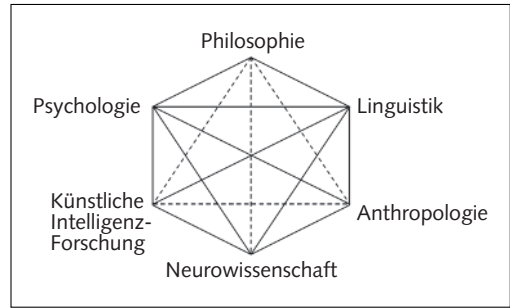 Philosophie
Psychologie
Linguistik
Künstliche
Intelligenz-
Forschung
Anthropologie
Neurowissenschaft